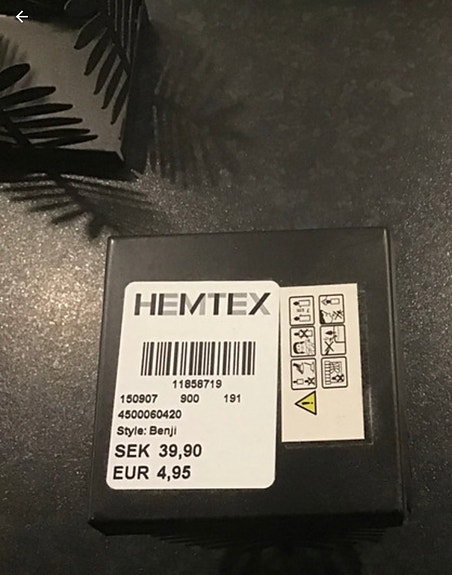 HEMTEX
11858719
150907 900 191
4500060420
Style: Benji
SEK 39,90
EUR 4,95